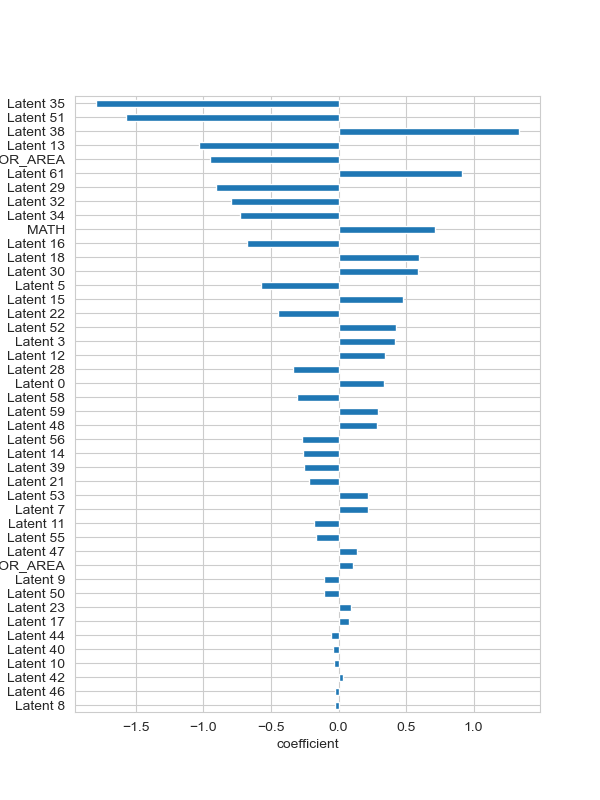 Latent 35
Latent 51
Latent 38
Latent 13
OR_AREA
Latent 61
Latent 29
Latent 32
Latent 34
MATH
Latent 16
Latent 18
Latent 30
Latent 5
Latent 15
Latent 22
Latent 52
Latent 3
Latent 12
Latent 28
Latent 0
Latent 58
Latent 59
Latent 48
Latent 56
Latent 14
Latent 39
Latent 21
Latent 53
Latent 7
Latent 11
Latent 55
Latent 47
OR_AREA
Latent 9
Latent 50
Latent 23
Latent 17
Latent 44
Latent 40
Latent 10
Latent 42
Latent 46
Latent 8
−1.5 −1.0 −0.5 0.0 0.5 1.0
coefficient